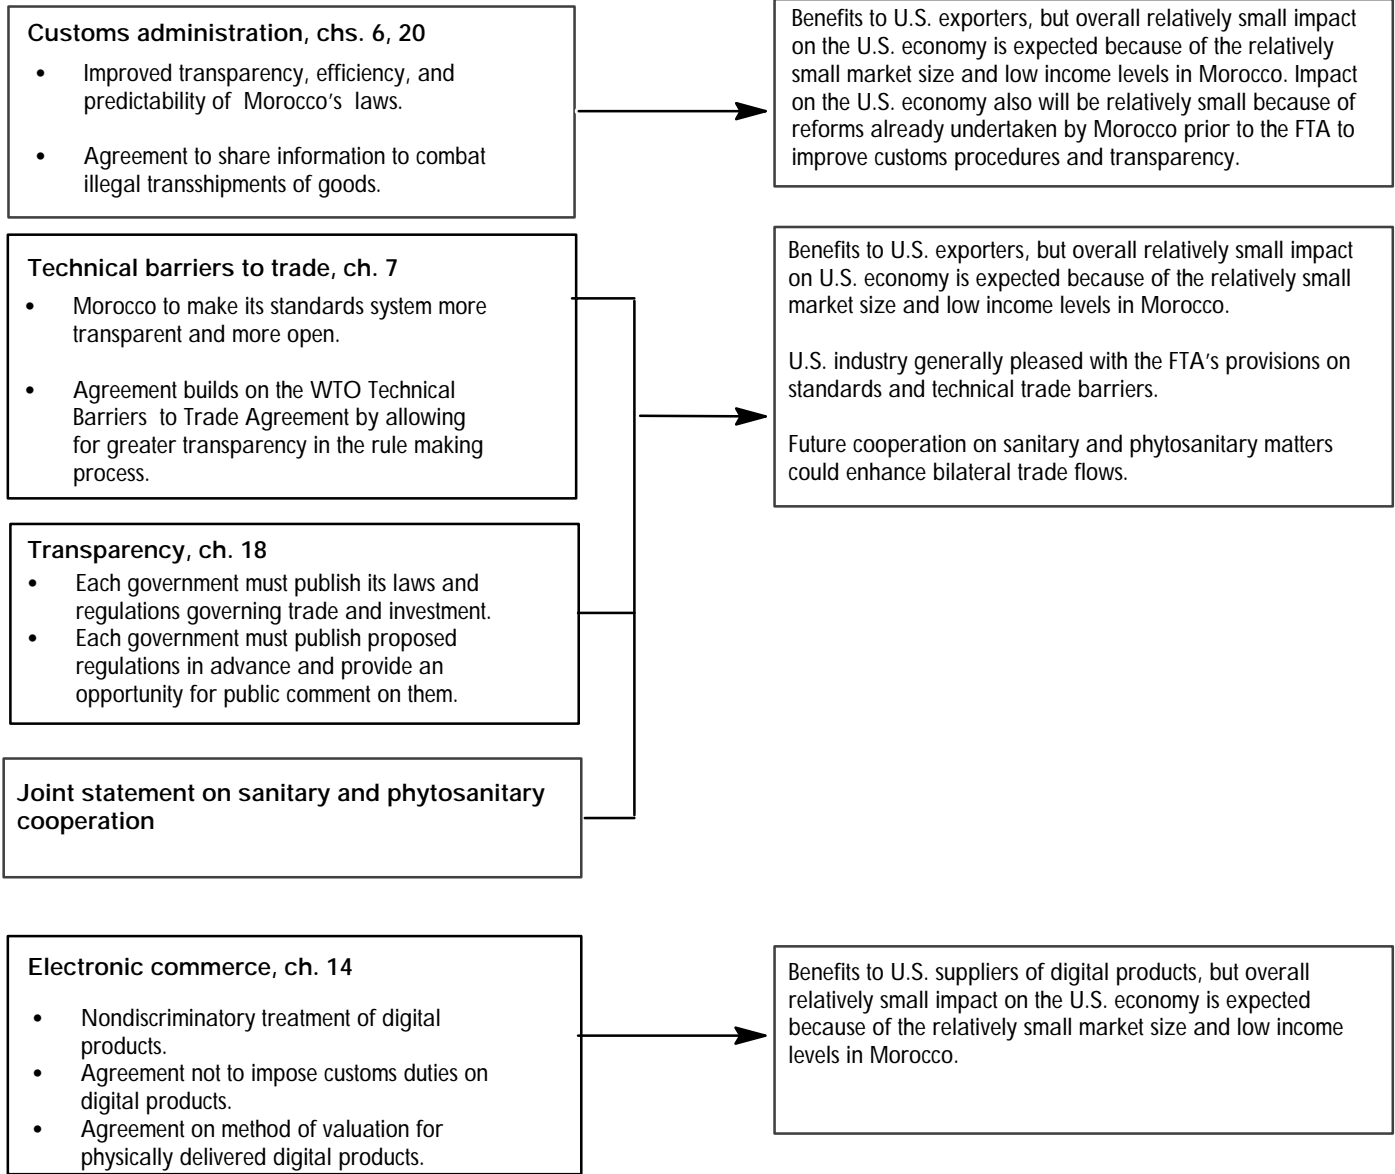 Customs administration, chs. 6, 20
• Improved transparency, efficiency, and
predictability of Morocco's laws.
• Agreement to share information to combat
illegal transshipments of goods.
Benefits to U.S. exporters, but overall relatively small impact
on the U.S. economy is expected because of the relatively
small market size and low income levels in Morocco. Impact
on the U.S. economy also will be relatively small because of
reforms already undertaken by Morocco prior to the FTA to
improve customs procedures and transparency.
Technical barriers to trade, ch. 7
• Morocco to make its standards system more
transparent and more open.
• Agreement builds on the WTO Technical
Barriers to Trade Agreement by allowing
for greater transparency in the rule making
process.
Transparency, ch. 18
• Each government must publish its laws and
regulations governing trade and investment.
• Each government must publish proposed
regulations in advance and provide an
opportunity for public comment on them.
Joint statement on sanitary and phytosanitary
cooperation
Benefits to U.S. exporters, but overall relatively small impact
on U.S. economy is expected because of the relatively small
market size and low income levels in Morocco.
U.S. industry generally pleased with the FTA's provisions on
standards and technical trade barriers.
Future cooperation on sanitary and phytosanitary matters
could enhance bilateral trade flows.
Electronic commerce, ch. 14
• Nondiscriminatory treatment of digital
products.
• Agreement not to impose customs duties on
digital products.
• Agreement on method of valuation for
physically delivered digital products.
Benefits to U.S. suppliers of digital products, but overall
relatively small impact on the U.S. economy is expected
because of the relatively small market size and low income
levels in Morocco.